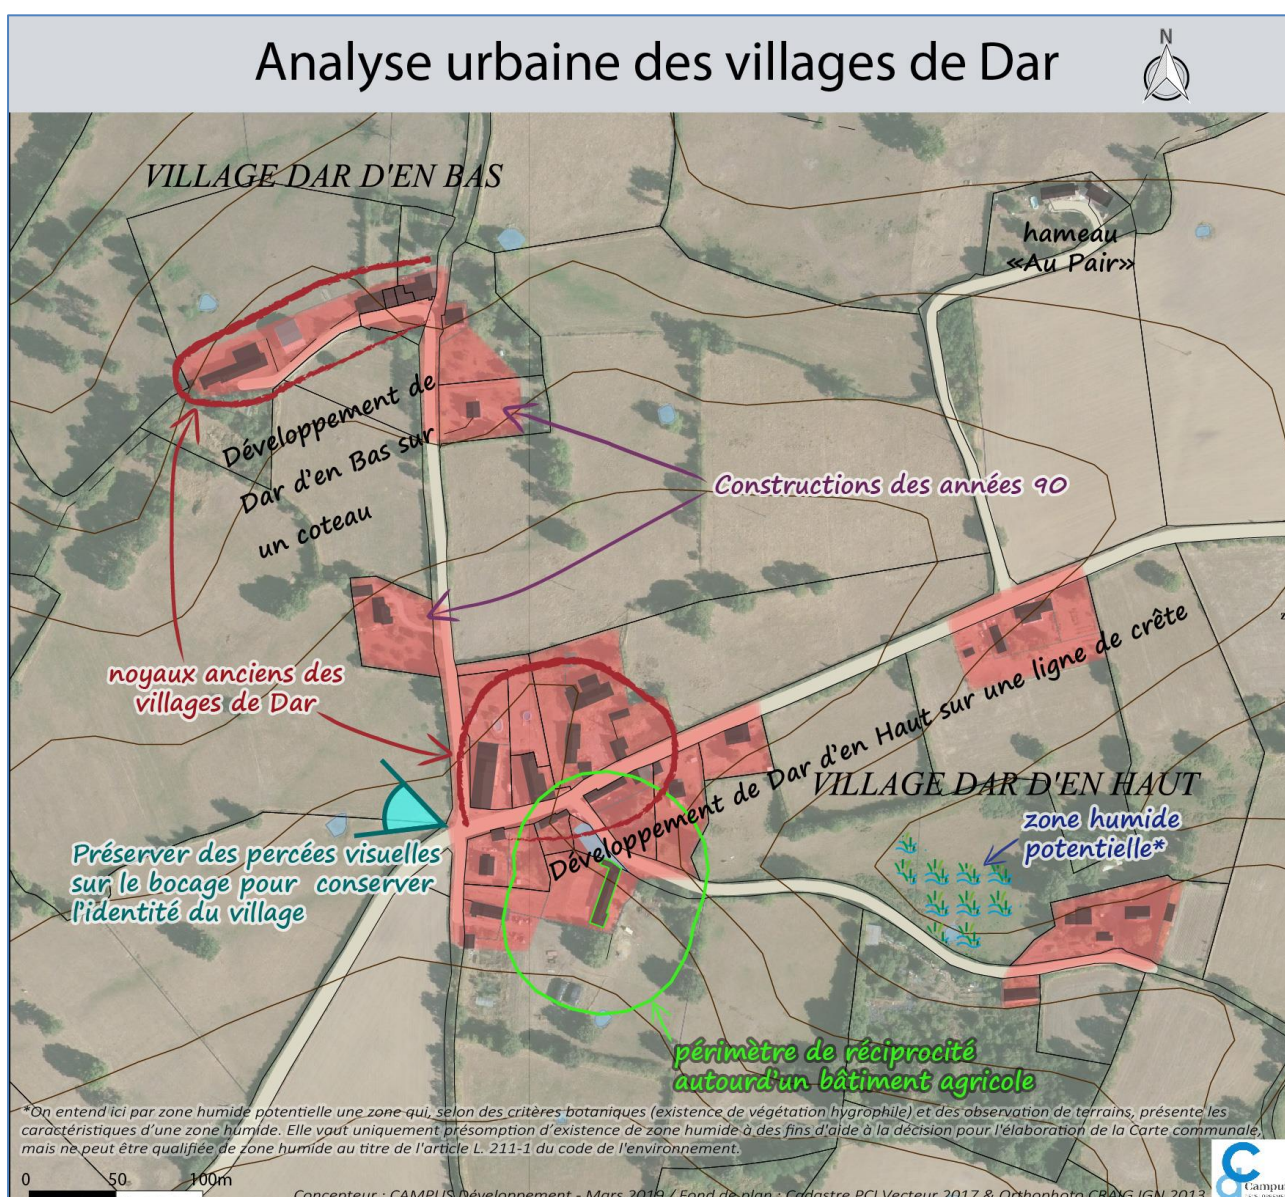 Analyse urbaine des villages de Dar
N
VILLAGE DAR D'EN BAS
hameau
«Au Pair»
Développement de
Dar d'en Bas sur
un coteau
Constructions des années 90
noyaux anciens des
villages de Dar
Développement de Dar d'en Haut sur une ligne de crête
VILLAGE DAR D'EN HAUT
zone humide
potentielle*
Préserver des percées visuelles
sur le bocage pour conserver
l'identité du village
périmètre de réciprocité
autourd'un bâtiment agricole
*On entend ici par zone humide potentielle une zone qui, selon des critères botaniques (existence de végétation hygrophile) et des observation de terrains, présente les
caractéristiques d'une zone humide. Elle vaut uniquement présomption d'existence de zone humide à des fins d'aide à la décision pour l'élaboration de la Carte communale,
mais ne peut être qualifiée de zone humide au titre de l'article L. 211-1 du code de l'environnement.
0 50 100m
Concepteur : CAMPUS Développement - Mars 2019 / Fond de plan : Cadastre PCI Vecteur 2017 & Orthophoto CRAIG IGN 2013
Campus